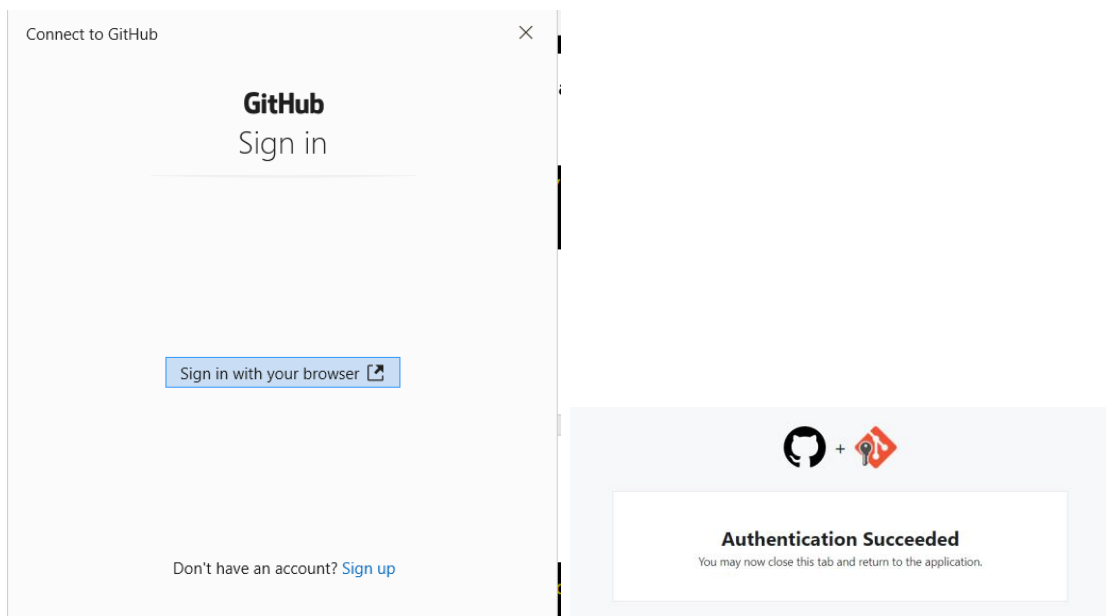 Connect to GitHub
GitHub
Sign in
Sign in with your browser
Don't have an account? Sign up
+
Authentication Succeeded
You may now close this tab and return to the application.